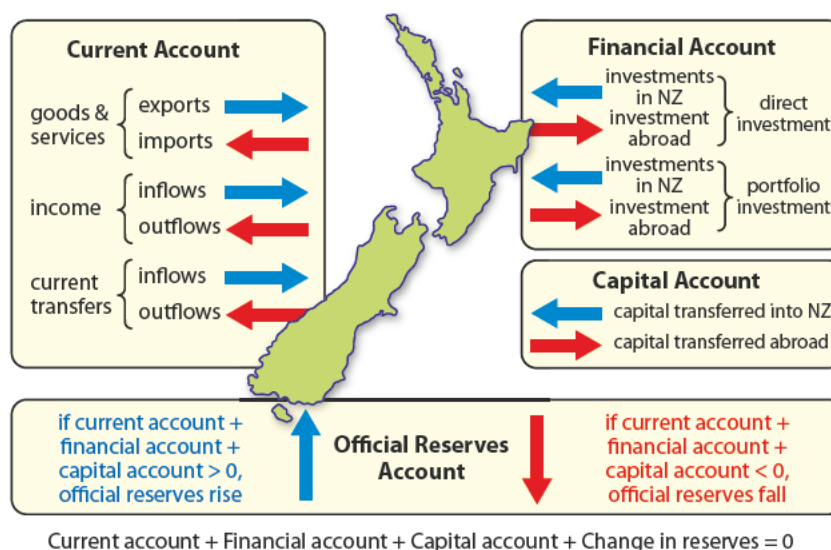 Current Account
goods &
services
exports
imports
income
inflows
outflows
current
transfers
inflows
outflows
Financial Account
investments
in NZ
investment
abroad
direct
investment
investments
in NZ
investment
abroad
portfolio
investment
Capital Account
capital transferred into NZ
capital transferred abroad
if current account +
financial account +
capital account > 0,
official reserves rise
Official Reserves
Account
if current account +
financial account +
capital account < 0,
official reserves fall
Current account + Financial account + Capital account + Change in reserves = 0